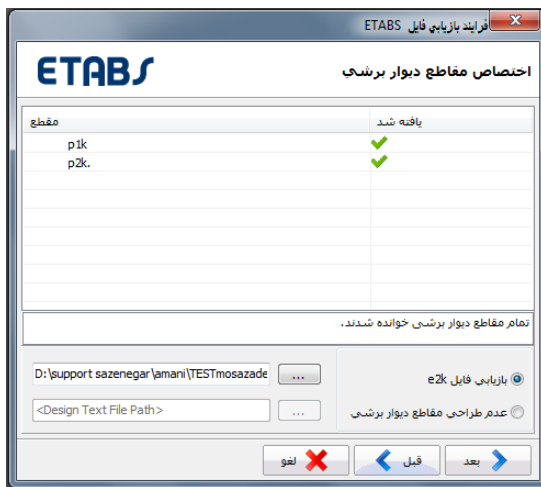 فرایند بازیابی فایل ETABS
ETABS
اختصاص مقاطع دیوار برشی
مقطع
یافته شد
p1k
p2k.
تمام مقاطع دیوار برشی خوانده شدند.
بازیابی فایل e2k
...
D:\support sazenegar\amani\TESTmosazade
عدم طراحی مقاطع دیوار برشی
...
<Design Text File Path>
بعد
قبل
لغو